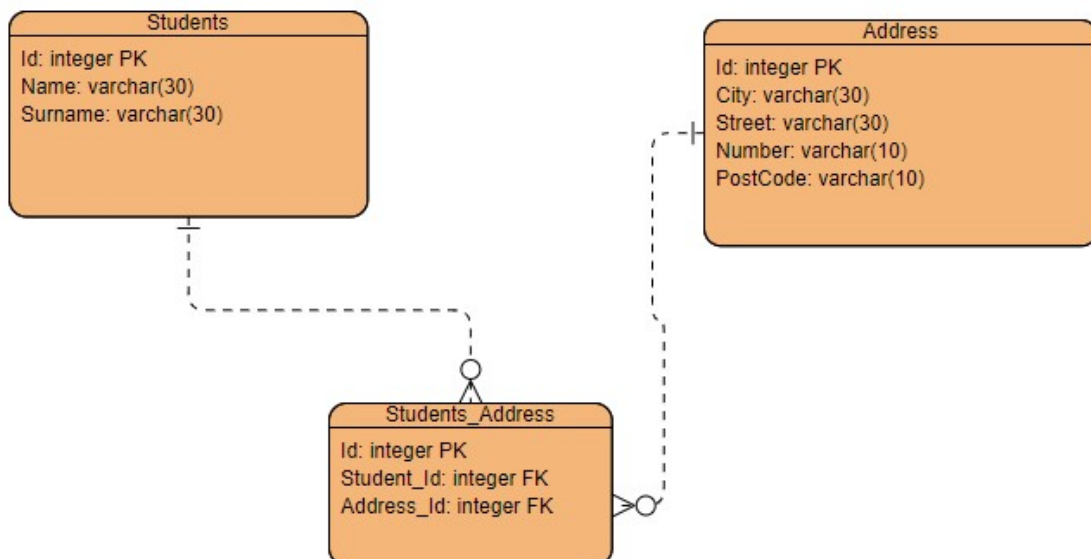 Students
Id: integer PK
Name: varchar(30)
Surname: varchar(30)
Address
Id: integer PK
City: varchar(30)
Street: varchar(30)
Number: varchar(10)
PostCode: varchar(10)
Students_Address
Id: integer PK
Student_Id: integer FK
Address_Id: integer FK